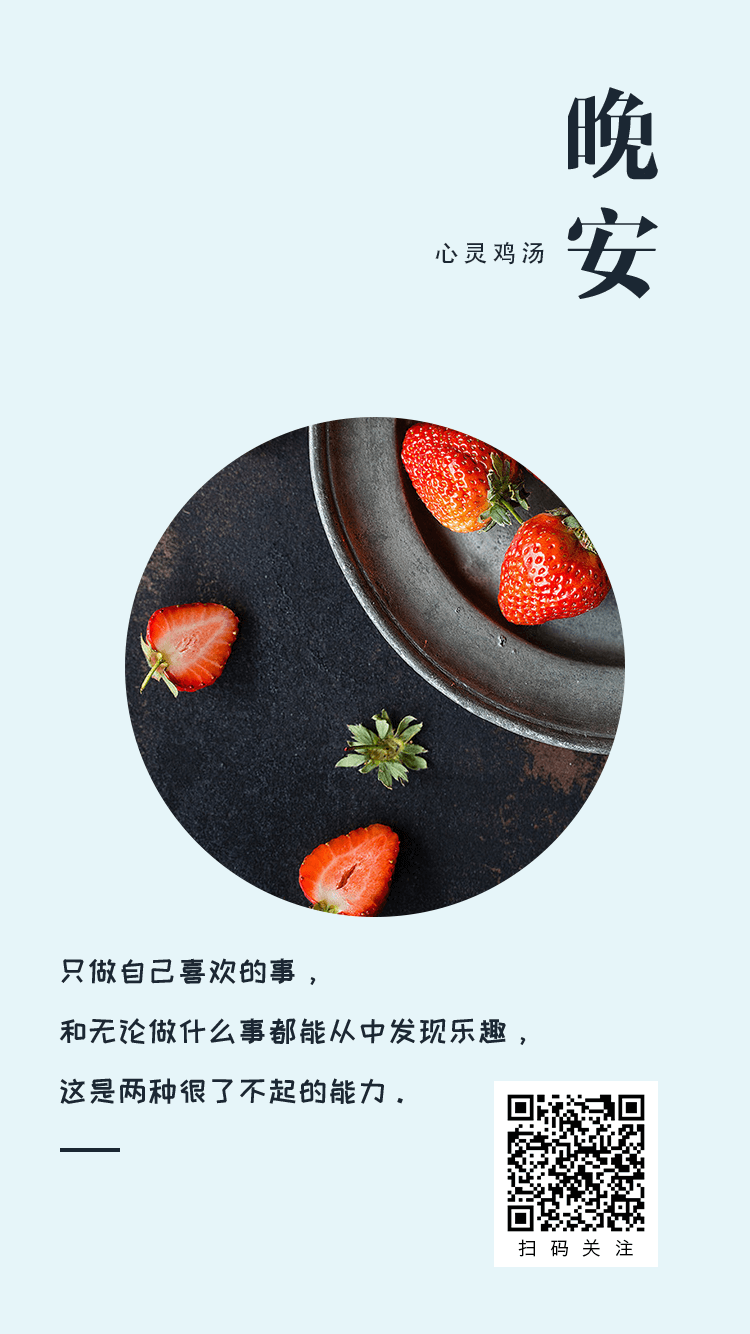 晚安
心灵鸡汤
只做自己喜欢的事，
和无论做什么事都能从中发现乐趣，
这是两种很了不起的能力．
扫码关注